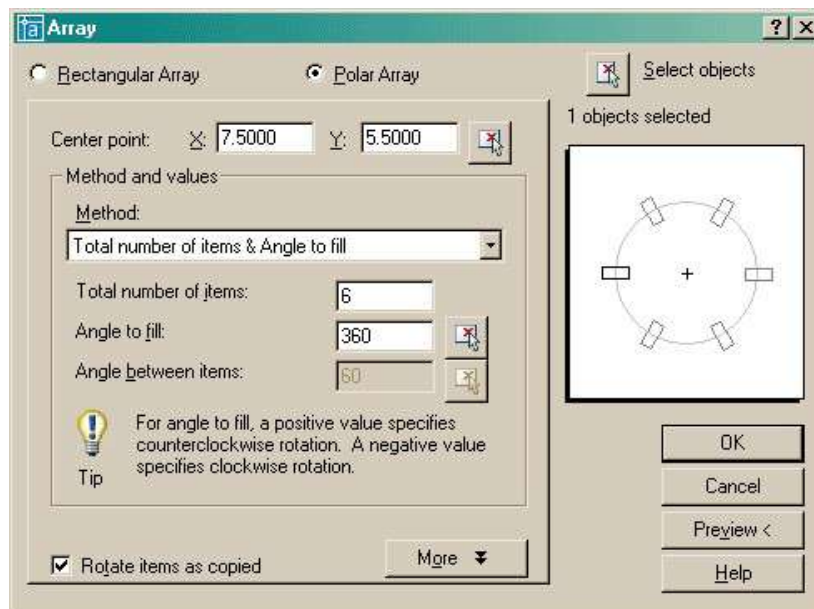 Array
Rectangular Array
Polar Array
Select objects
1 objects selected
Center point: X: 7.5000 Y: 5.5000
Method and values
Method:
Total number of items & Angle to fill
Total number of items: 6
Angle to fill: 360
Angle between items: 60
For angle to fill, a positive value specifies
counterclockwise rotation. A negative value
specifies clockwise rotation.
Tip
Rotate items as copied
More
OK
Cancel
Preview <
Help